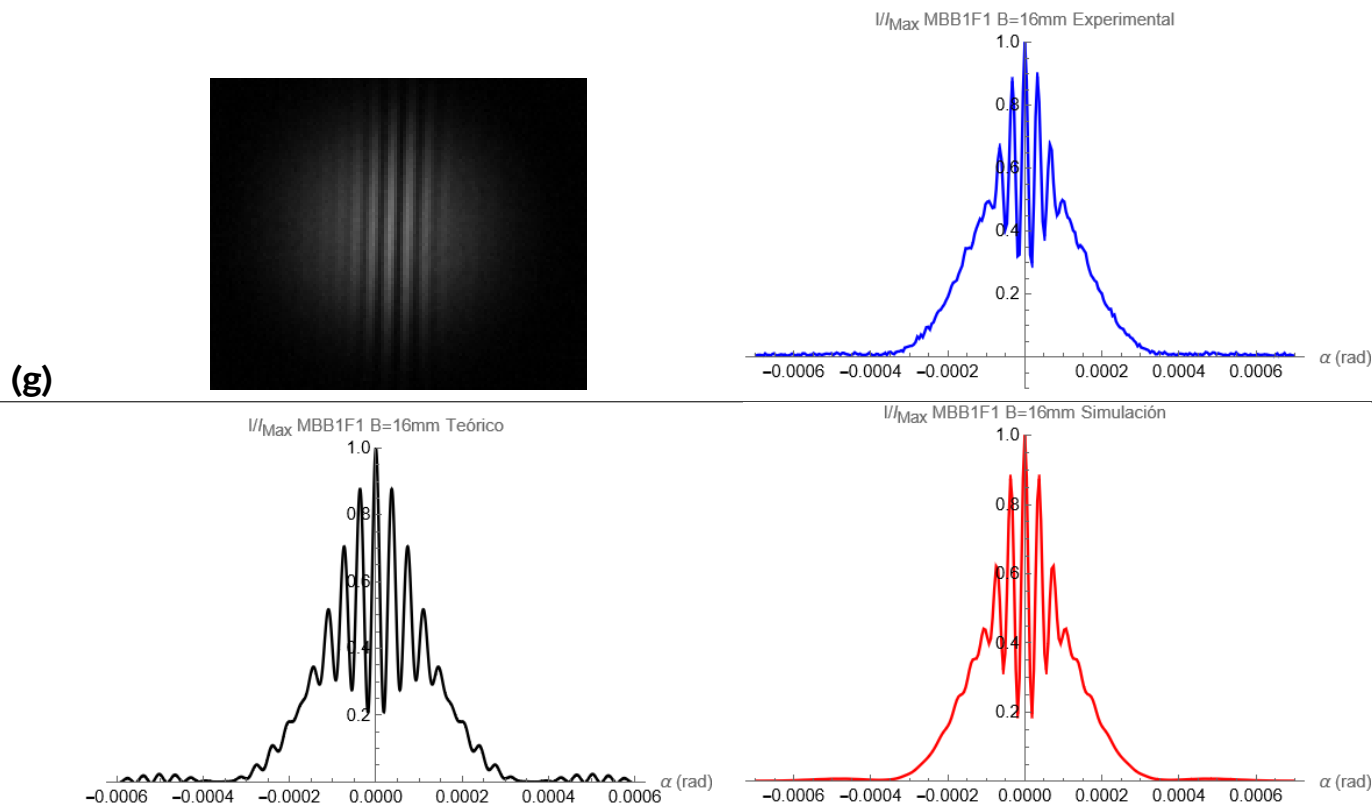 I/I_Max MBB1F1 B=16mm Experimental
1.0
0.8
0.6
0.4
0.2
−0.0006 −0.0004 −0.0002 0.0002 0.0004 0.0006
α (rad)
(g)
I/I_Max MBB1F1 B=16mm Teórico
1.0
0.8
0.6
0.4
0.2
−0.0006 −0.0004 −0.0002 0.0000 0.0002 0.0004 0.0006
α (rad)
I/I_Max MBB1F1 B=16mm Simulación
1.0
0.8
0.6
0.4
0.2
−0.0006 −0.0004 −0.0002 0.0002 0.0004 0.0006
α (rad)